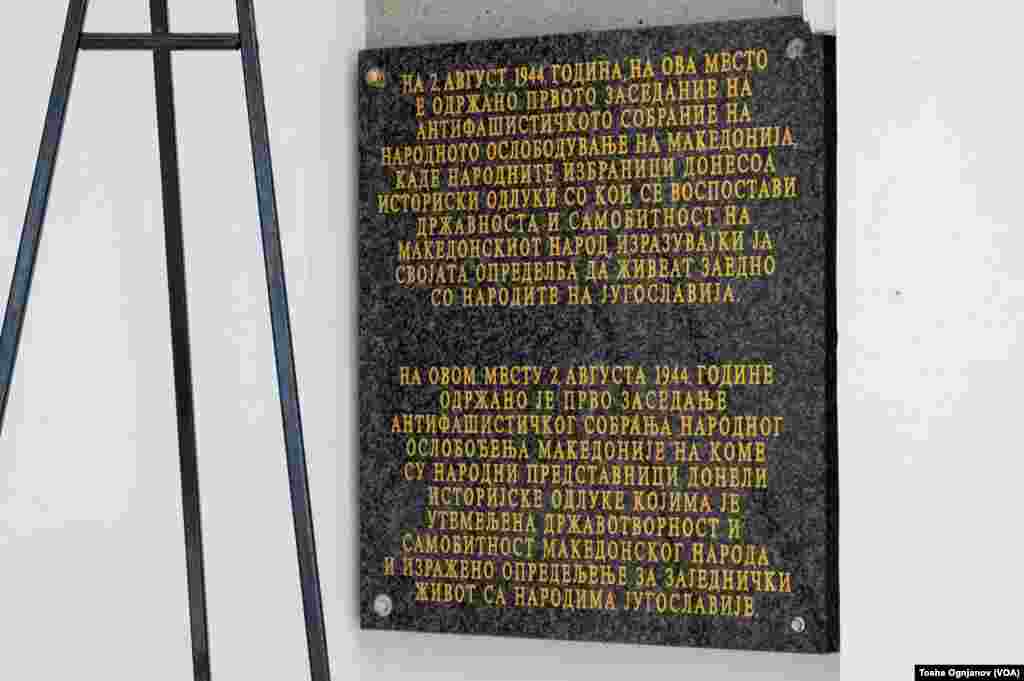 НА 2. АВГУСТ 1944. ГОДИНА, НА ОВА МЕСТО
Е ОДРЖАНО ПРВОТО ЗАСЕДАНИЕ НА
АНТИФАШИСТИЧКОТО СОБРАНИЕ НА
НАРОДНОТО ОСЛОБОДУВАЊЕ НА МАКЕДОНИЈА,
КАДЕ НАРОДНИТЕ ИЗБРАНИЦИ ДОНЕСОА
ИСТОРИСКИ ОДЛУКИ СО КОИ СЕ ВОСПОСТАВИ
ДРЖАВНОСТА И САМОБИТНОСТ НА
МАКЕДОНСКИОТ НАРОД, ИЗРАЗУВАЈКИ ЈА
СВОЈАТА ОПРЕДЕЛБА ДА ЖИВЕАТ ЗАЕДНО
СО НАРОДИТЕ НА ЈУГОСЛАВИЈА.
НА ОВОМ МЕСТУ 2. АВГУСТА 1944. ГОДИНЕ
ОДРЖАНО ЈЕ ПРВО ЗАСЕДАЊЕ
АНТИФАШИСТИЧКОГ СОБРАЊА НАРОДНОГ
ОСЛОБОЂЕЊА МАКЕДОНИЈЕ НА КОМЕ
СУ НАРОДНИ ПРЕДСТАВНИЦИ ДОНЕЛИ
ИСТОРИЈСКЕ ОДЛУКЕ КОЈИМА ЈЕ
УТЕМЕЉЕНА ДРЖАВОТВОРНОСТ И
САМОБИТНОСТ МАКЕДОНСКОГ НАРОДА
И ИЗРАЖЕНО ОПРЕДЕЉЕЊЕ ЗА ЗАЈЕДНИЧКИ
ЖИВОТ СА НАРОДИМА ЈУГОСЛАВИЈЕ.
Toshe Ognjanov (VOA)